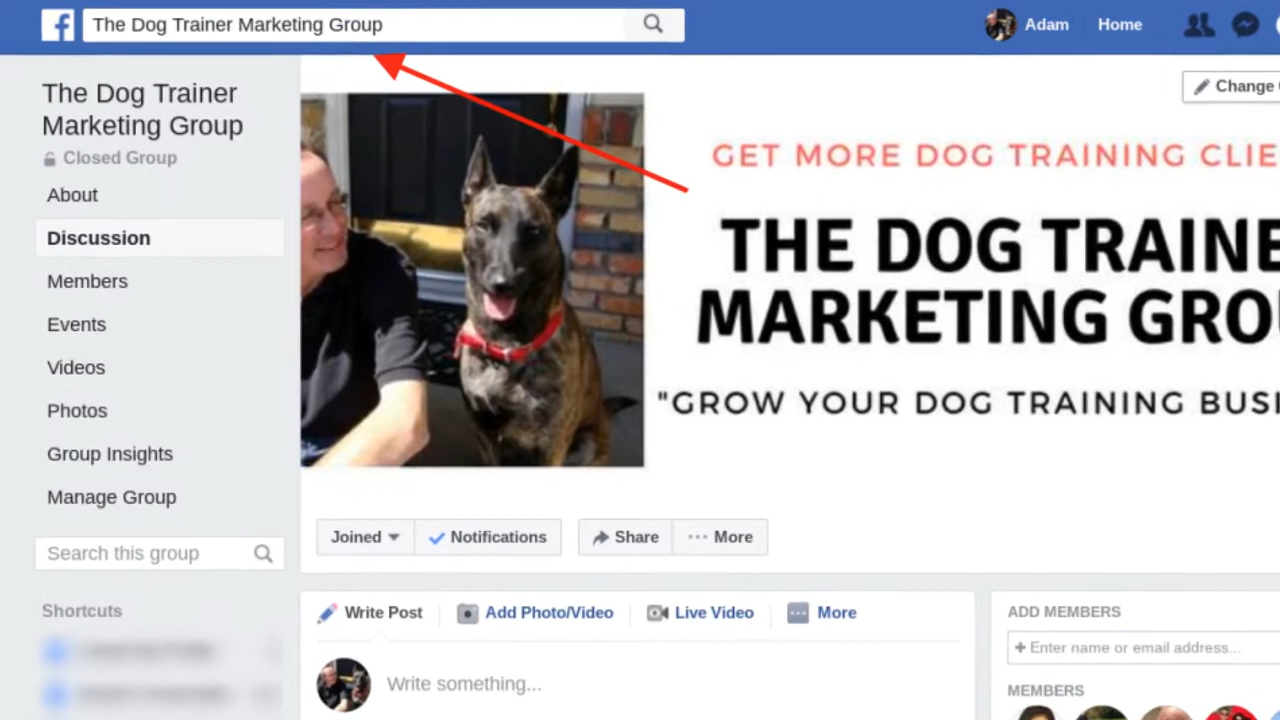 The Dog Trainer Marketing Group
Adam
Home
The Dog Trainer
Marketing Group
Closed Group
About
Discussion
Members
Events
Videos
Photos
Group Insights
Manage Group
Search this group
Shortcuts
Change
GET MORE DOG TRAINING CLIE
THE DOG TRAINE
MARKETING GRO
"GROW YOUR DOG TRAINING BUSI
Joined
Notifications
Share
More
Write Post
Add Photo/Video
Live Video
More
Write something...
ADD MEMBERS
+ Enter name or email address...
MEMBERS